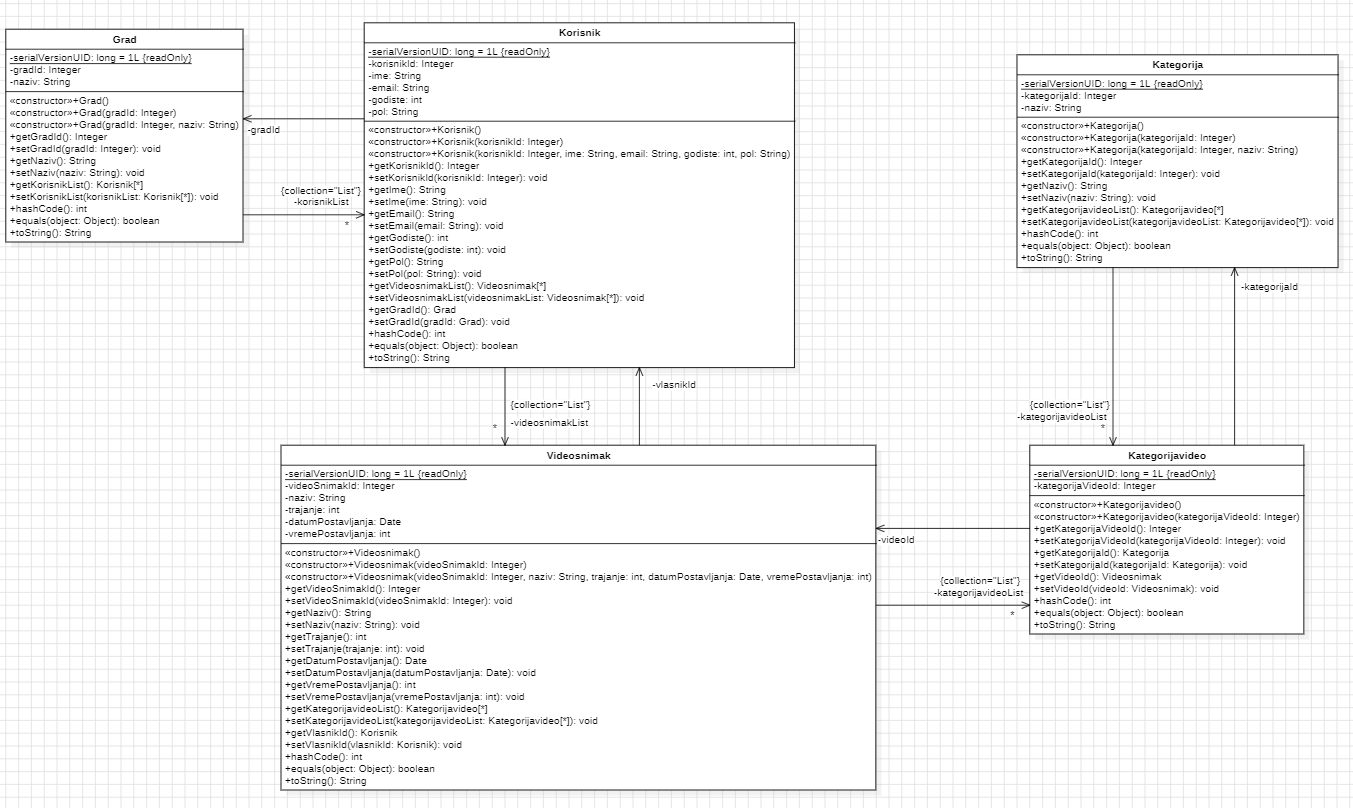 Grad
-serialVersionUID: long = 1L {readOnly}
-gradId: Integer
-naziv: String
«constructor»+Grad()
«constructor»+Grad(gradId: Integer)
«constructor»+Grad(gradId: Integer, naziv: String)
+getGradId(): Integer
+setGradId(gradId: Integer): void
+getNaziv(): String
+setNaziv(naziv: String): void
+getKorisnikList(): Korisnik[*]
+setKorisnikList(korisnikList: Korisnik[*]): void
+hashCode(): int
+equals(object: Object): boolean
+toString(): String
-gradId
{collection="List"}
-korisnikList
*
Korisnik
-serialVersionUID: long = 1L {readOnly}
-korisnikId: Integer
-ime: String
-email: String
-godiste: int
-pol: String
«constructor»+Korisnik()
«constructor»+Korisnik(korisnikId: Integer)
«constructor»+Korisnik(korisnikId: Integer, ime: String, email: String, godiste: int, pol: String)
+getKorisnikId(): Integer
+setKorisnikId(korisnikId: Integer): void
+getIme(): String
+setIme(ime: String): void
+getEmail(): String
+setEmail(email: String): void
+getGodiste(): int
+setGodiste(godiste: int): void
+getPol(): String
+setPol(pol: String): void
+getVideosnimakList(): Videosnimak[*]
+setVideosnimakList(videosnimakList: Videosnimak[*]): void
+getGradId(): Grad
+setGradId(gradId: Grad): void
+hashCode(): int
+equals(object: Object): boolean
+toString(): String
Kategorija
-serialVersionUID: long = 1L {readOnly}
-kategorijaId: Integer
-naziv: String
«constructor»+Kategorija()
«constructor»+Kategorija(kategorijaId: Integer)
«constructor»+Kategorija(kategorijaId: Integer, naziv: String)
+getKategorijaId(): Integer
+setKategorijaId(kategorijaId: Integer): void
+getNaziv(): String
+setNaziv(naziv: String): void
+getKategorijavideoList(): Kategorijavideo[*]
+setKategorijavideoList(kategorijavideoList: Kategorijavideo[*]): void
+hashCode(): int
+equals(object: Object): boolean
+toString(): String
-kategorijaId
{collection="List"}
-kategorijavideoList
*
-vlasnikId
{collection="List"}
-videosnimakList
*
Videosnimak
-serialVersionUID: long = 1L {readOnly}
-videoSnimakId: Integer
-naziv: String
-trajanje: int
-datumPostavljanja: Date
-vremePostavljanja: int
«constructor»+Videosnimak()
«constructor»+Videosnimak(videoSnimakId: Integer)
«constructor»+Videosnimak(videoSnimakId: Integer, naziv: String, trajanje: int, datumPostavljanja: Date, vremePostavljanja: int)
+getVideoSnimakId(): Integer
+setVideoSnimakId(videoSnimakId: Integer): void
+getNaziv(): String
+setNaziv(naziv: String): void
+getTrajanje(): int
+setTrajanje(trajanje: int): void
+getDatumPostavljanja(): Date
+setDatumPostavljanja(datumPostavljanja: Date): void
+getVremePostavljanja(): int
+setVremePostavljanja(vremePostavljanja: int): void
+getKategorijavideoList(): Kategorijavideo[*]
+setKategorijavideoList(kategorijavideoList: Kategorijavideo[*]): void
+getVlasnikId(): Korisnik
+setVlasnikId(vlasnikId: Korisnik): void
+hashCode(): int
+equals(object: Object): boolean
+toString(): String
-videoId
{collection="List"}
-kategorijavideoList
*
Kategorijavideo
-serialVersionUID: long = 1L {readOnly}
-kategorijaVideoId: Integer
«constructor»+Kategorijavideo()
«constructor»+Kategorijavideo(kategorijaVideoId: Integer)
+getKategorijaVideoId(): Integer
+setKategorijaVideoId(kategorijaVideoId: Integer): void
+getKategorijaId(): Kategorija
+setKategorijaId(kategorijaId: Kategorija): void
+getVideoId(): Videosnimak
+setVideoId(videoId: Videosnimak): void
+hashCode(): int
+equals(object: Object): boolean
+toString(): String